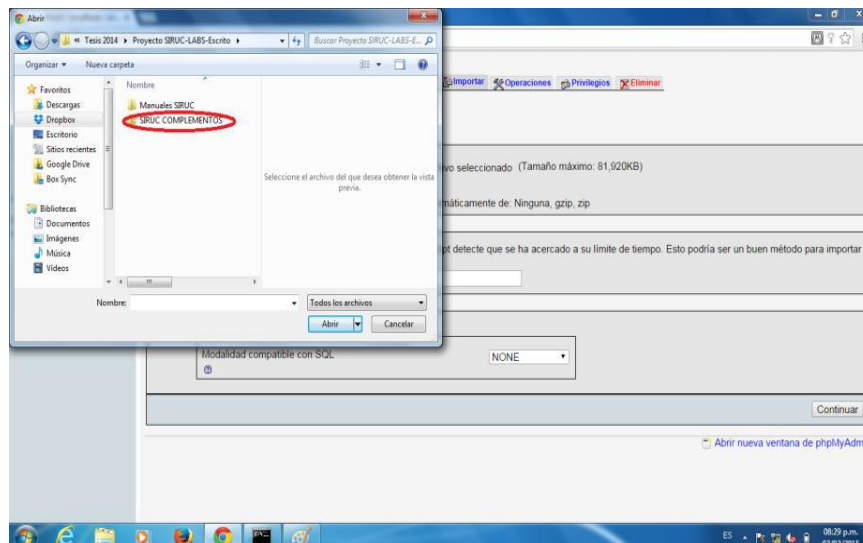 Abrir
« Tesis 2014 ▸ Proyecto SIRUC-LABS-Escrito ▸
Buscar Proyecto SIRUC-LABS-E...
Organizar
Nueva carpeta
Favoritos
Descargas
Dropbox
Escritorio
Sitios recientes
Google Drive
Box Sync
Bibliotecas
Documentos
Imágenes
Música
Vídeos
Nombre
Manuales SIRUC
SIRUC COMPLEMENTOS
Seleccione el archivo del que desea obtener la vista
previa.
Nombre:
Todos los archivos
Abrir
Cancelar
Importar Operaciones Privilegios Eliminar
vo seleccionado (Tamaño máximo: 81,920KB)
máticamente de: Ninguna, gzip, zip
pt detecte que se ha acercado a su límite de tiempo. Esto podría ser un buen método para importar
Modalidad compatible con SQL
NONE
Continuar
Abrir nueva ventana de phpMyAdm
ES
08:29 p.m.